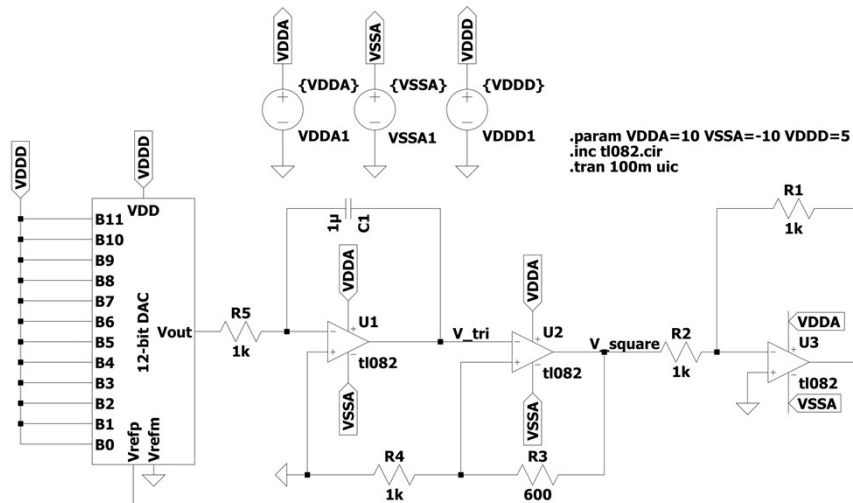 VDDA
VSSA
VDDD
{VDDA}
{VSSA}
{VDDD}
VDDA1
VSSA1
VDDD1
.param VDDA=10 VSSA=-10 VDDD=5
.inc tl082.cir
.tran 100m uic
VDDD
VDDD
VDD
B11
B10
B9
B8
B7
B6
B5
B4
B3
B2
B1
B0
12-bit DAC
Vout
Vrefp
Vrefm
R5
1k
1µ
C1
VDDA
U1
tl082
VSSA
V_tri
VDDA
U2
tl082
VSSA
V_square
R4
1k
R3
600
R2
1k
R1
1k
VDDA
U3
tl082
VSSA